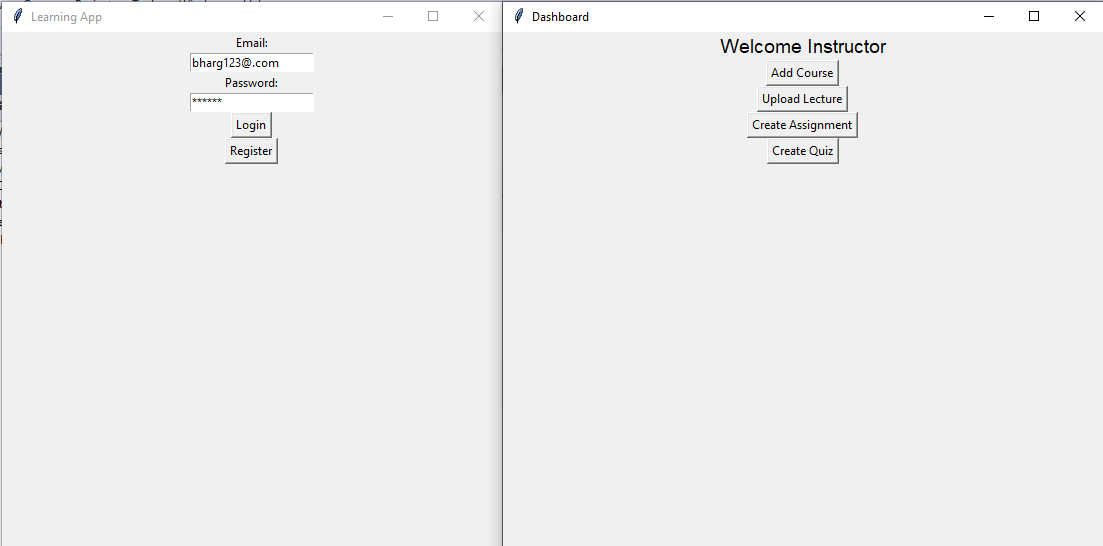 Learning App
Email:
bharg123@.com
Password:
******
Login
Register
Dashboard
Welcome Instructor
Add Course
Upload Lecture
Create Assignment
Create Quiz